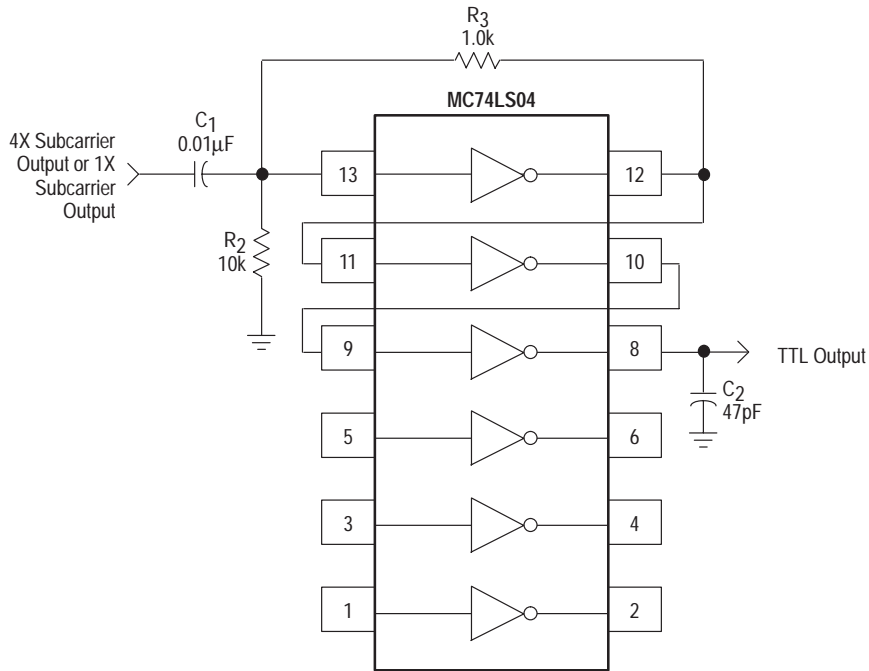 R3
1.0k
MC74LS04
C1
0.01µF
4X Subcarrier
Output or 1X
Subcarrier
Output
13
12
R2
10k
11
10
9
8
TTL Output
C2
47pF
5
6
3
4
1
2